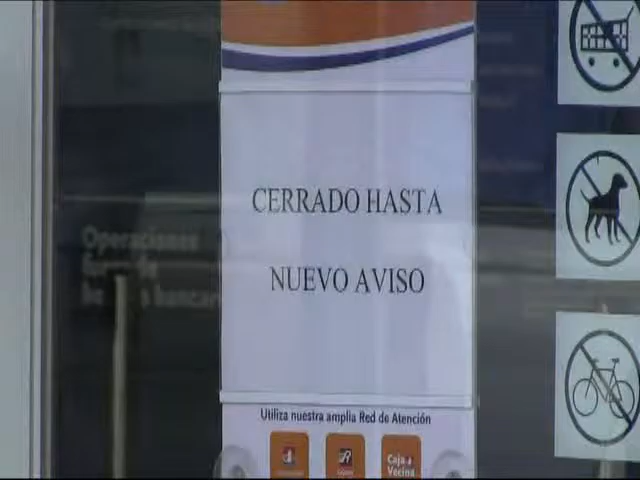 CERRADO HASTA
NUEVO AVISO
Operaciones
Utiliza nuestra amplia Red de Atención
Caja
Vecina